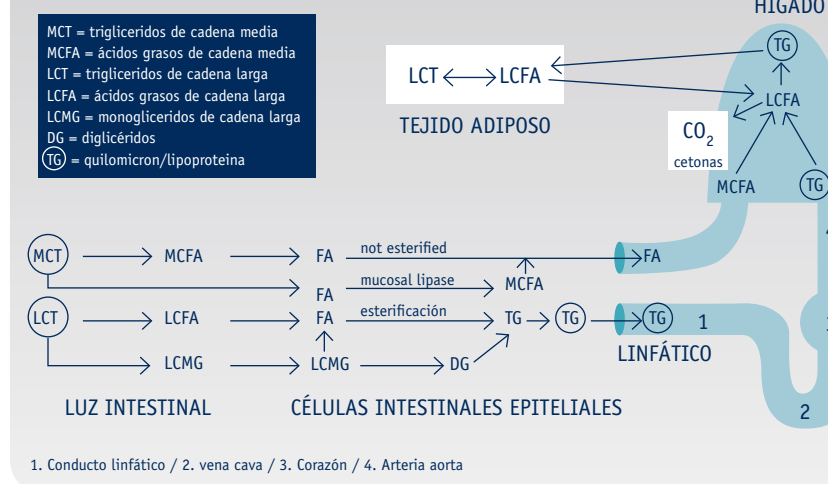 HÍGADO
MCT = trigliceridos de cadena media
MCFA = ácidos grasos de cadena media
LCT = trigliceridos de cadena larga
LCFA = ácidos grasos de cadena larga
LCMG = monogliceridos de cadena larga
DG = diglicéridos
TG = quilomicron/lipoproteina
LCT LCFA
TEJIDO ADIPOSO
TG
LCFA
CO2
cetonas
MCFA
TG
MCT MCFA FA not esterified FA
FA mucosal lipase MCFA
LCT LCFA FA esterificación TG TG TG 1
LCMG LCMG DG
LINFÁTICO
2
LUZ INTESTINAL CÉLULAS INTESTINALES EPITELIALES
1. Conducto linfático / 2. vena cava / 3. Corazón / 4. Arteria aorta